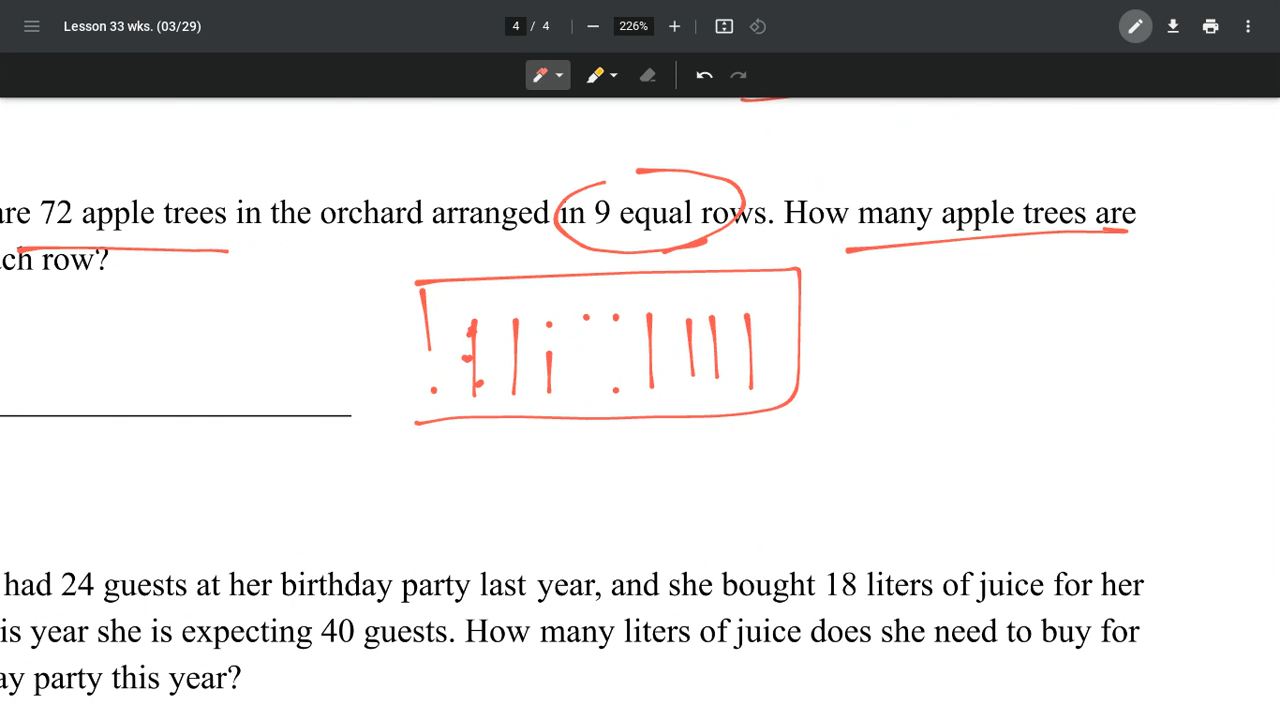 Lesson 33 wks. (03/29)
4 / 4
226%
are 72 apple trees in the orchard arranged in 9 equal rows. How many apple trees are
ch row?
had 24 guests at her birthday party last year, and she bought 18 liters of juice for her
is year she is expecting 40 guests. How many liters of juice does she need to buy for
ay party this year?